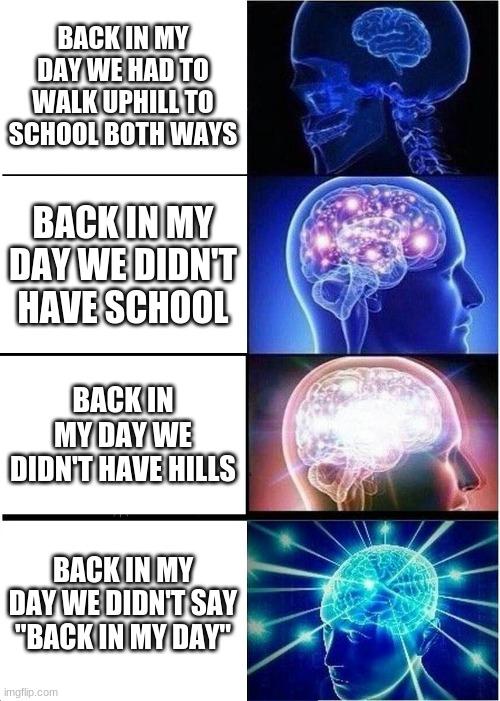 BACK IN MY
DAY WE HAD TO
WALK UPHILL TO
SCHOOL BOTH WAYS
BACK IN MY
DAY WE DIDN'T
HAVE SCHOOL
BACK IN
MY DAY WE
DIDN'T HAVE HILLS
BACK IN MY
DAY WE DIDN'T SAY
"BACK IN MY DAY"
imgflip.com